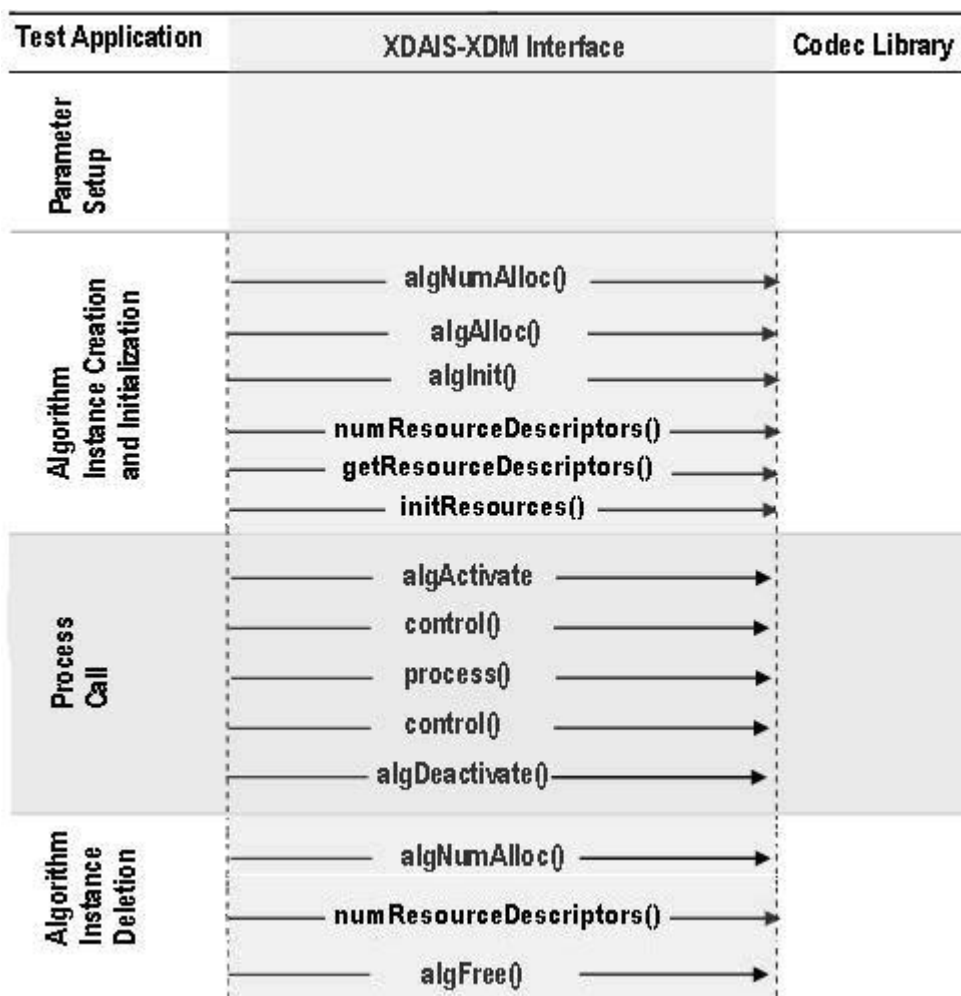 Test Application
XDAIS-XDM Interface
Codec Library
Parameter
Setup
Algorithm
Instance Creation
and Initialization
algNumAlloc()
algAlloc()
algInit()
numResourceDescriptors()
getResourceDescriptors()
initResources()
Process
Call
algActivate
control()
process()
control()
algDeactivate()
Algorithm
Instance
Deletion
algNumAlloc()
numResourceDescriptors()
algFree()